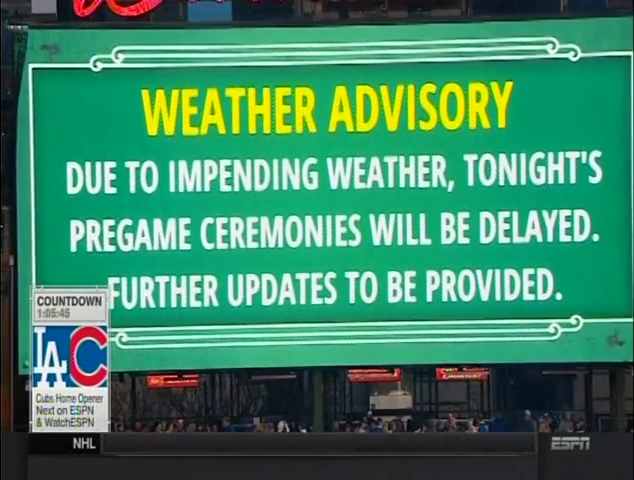 WEATHER ADVISORY
DUE TO IMPENDING WEATHER, TONIGHT'S
PREGAME CEREMONIES WILL BE DELAYED.
FURTHER UPDATES TO BE PROVIDED.
COUNTDOWN
1:05:45
LA C
Cubs Home Opener
Next on ESPN
& WatchESPN
NHL
ESPN